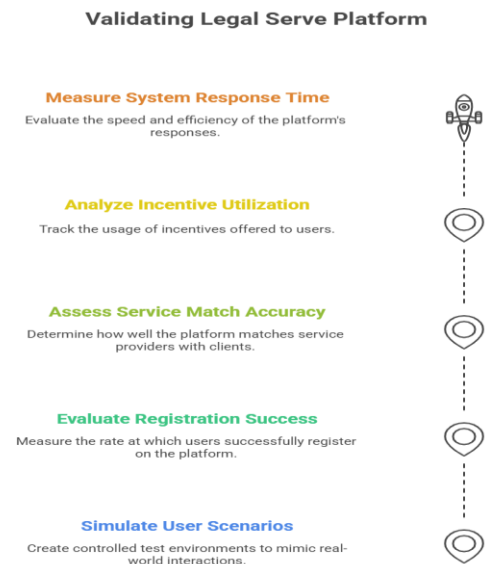 Validating Legal Serve Platform
Measure System Response Time
Evaluate the speed and efficiency of the platform's
responses.
Analyze Incentive Utilization
Track the usage of incentives offered to users.
Assess Service Match Accuracy
Determine how well the platform matches service
providers with clients.
Evaluate Registration Success
Measure the rate at which users successfully register
on the platform.
Simulate User Scenarios
Create controlled test environments to mimic real-
world interactions.